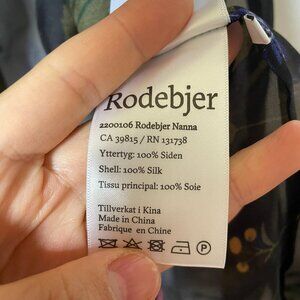 Rodebjer
2200106 Rodebjer Nanna
CA 39815 / RN 131738
Yttertyg: 100% Siden
Shell: 100% Silk
Tissu principal: 100% Soie
Tillverkat i Kina
Made in China
Fabriqué en Chine
P